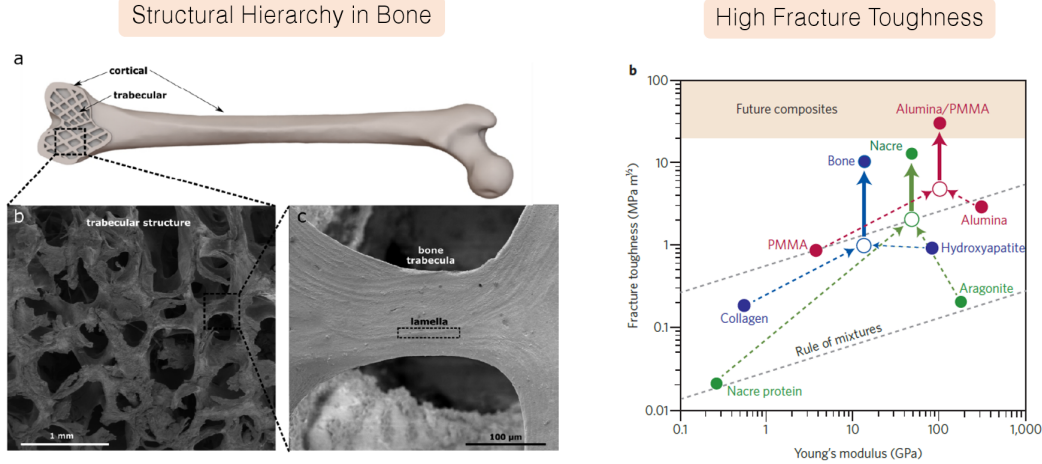 Structural Hierarchy in Bone
High Fracture Toughness
a
cortical
trabecular
b
trabecular structure
1 mm
c
bone
trabecula
lamella
100 µm
b
Fracture toughness (MPa m½)
100
10
1
0.1
0.01
Future composites
Alumina/PMMA
Nacre
Bone
Alumina
PMMA
Hydroxyapatite
Aragonite
Collagen
Rule of mixtures
Nacre protein
0.1
1
10
100
1,000
Young's modulus (GPa)